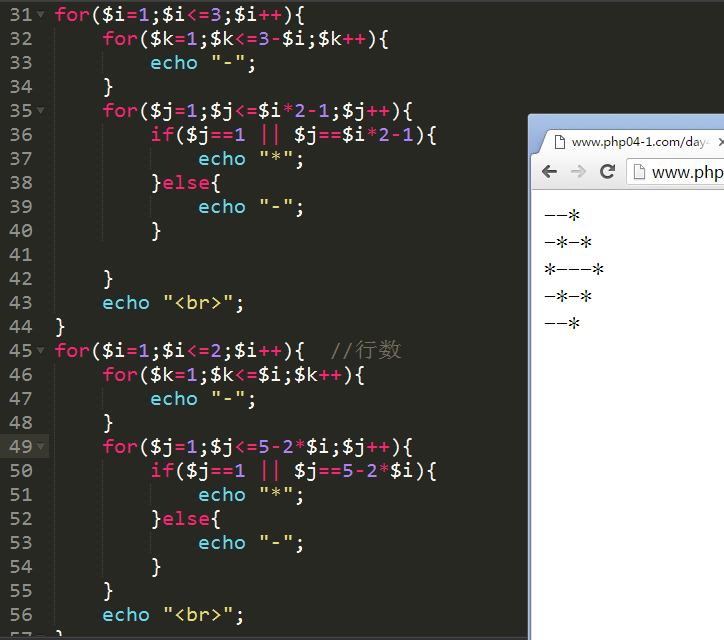 31 for($i=1;$i<=3;$i++){
32 for($k=1;$k<=3-$i;$k++){
33 echo "-";
34 }
35 for($j=1;$j<=$i*2-1;$j++){
36 if($j==1 || $j==$i*2-1){
37 echo "*";
38 }else{
39 echo "-";
40 }
41
42 }
43 echo "<br>";
44 }
45 for($i=1;$i<=2;$i++){ //行数
46 for($k=1;$k<=$i;$k++){
47 echo "-";
48 }
49 for($j=1;$j<=5-2*$i;$j++){
50 if($j==1 || $j==5-2*$i){
51 echo "*";
52 }else{
53 echo "-";
54 }
55 }
56 echo "<br>";
57 }
www.php04-1.com/day
www.php
--*
-*-*
*---*
-*-*
--*